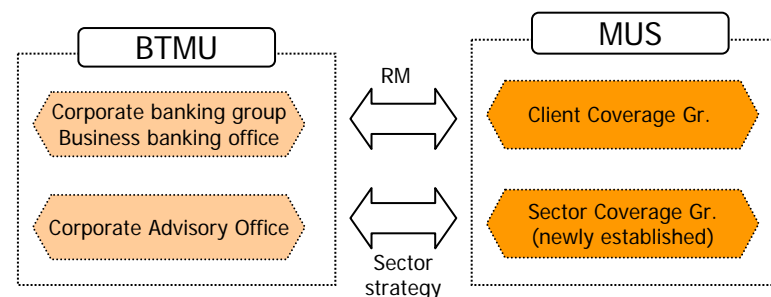 BTMU
MUS
RM
Corporate banking group
Business banking office
Client Coverage Gr.
Corporate Advisory Office
Sector Coverage Gr.
(newly established)
Sector
strategy